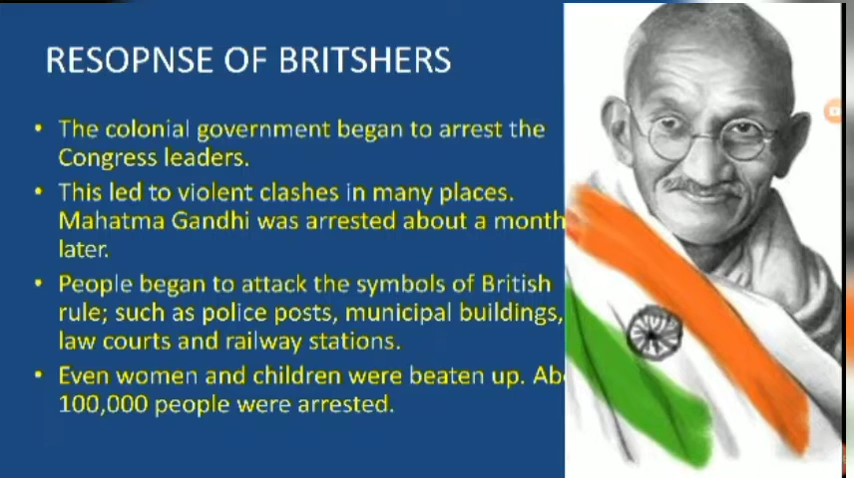 RESOPNSE OF BRITSHERS
• The colonial government began to arrest the
Congress leaders.
• This led to violent clashes in many places.
Mahatma Gandhi was arrested about a month
later.
• People began to attack the symbols of British
rule; such as police posts, municipal buildings,
law courts and railway stations.
• Even women and children were beaten up.
100,000 people were arrested.